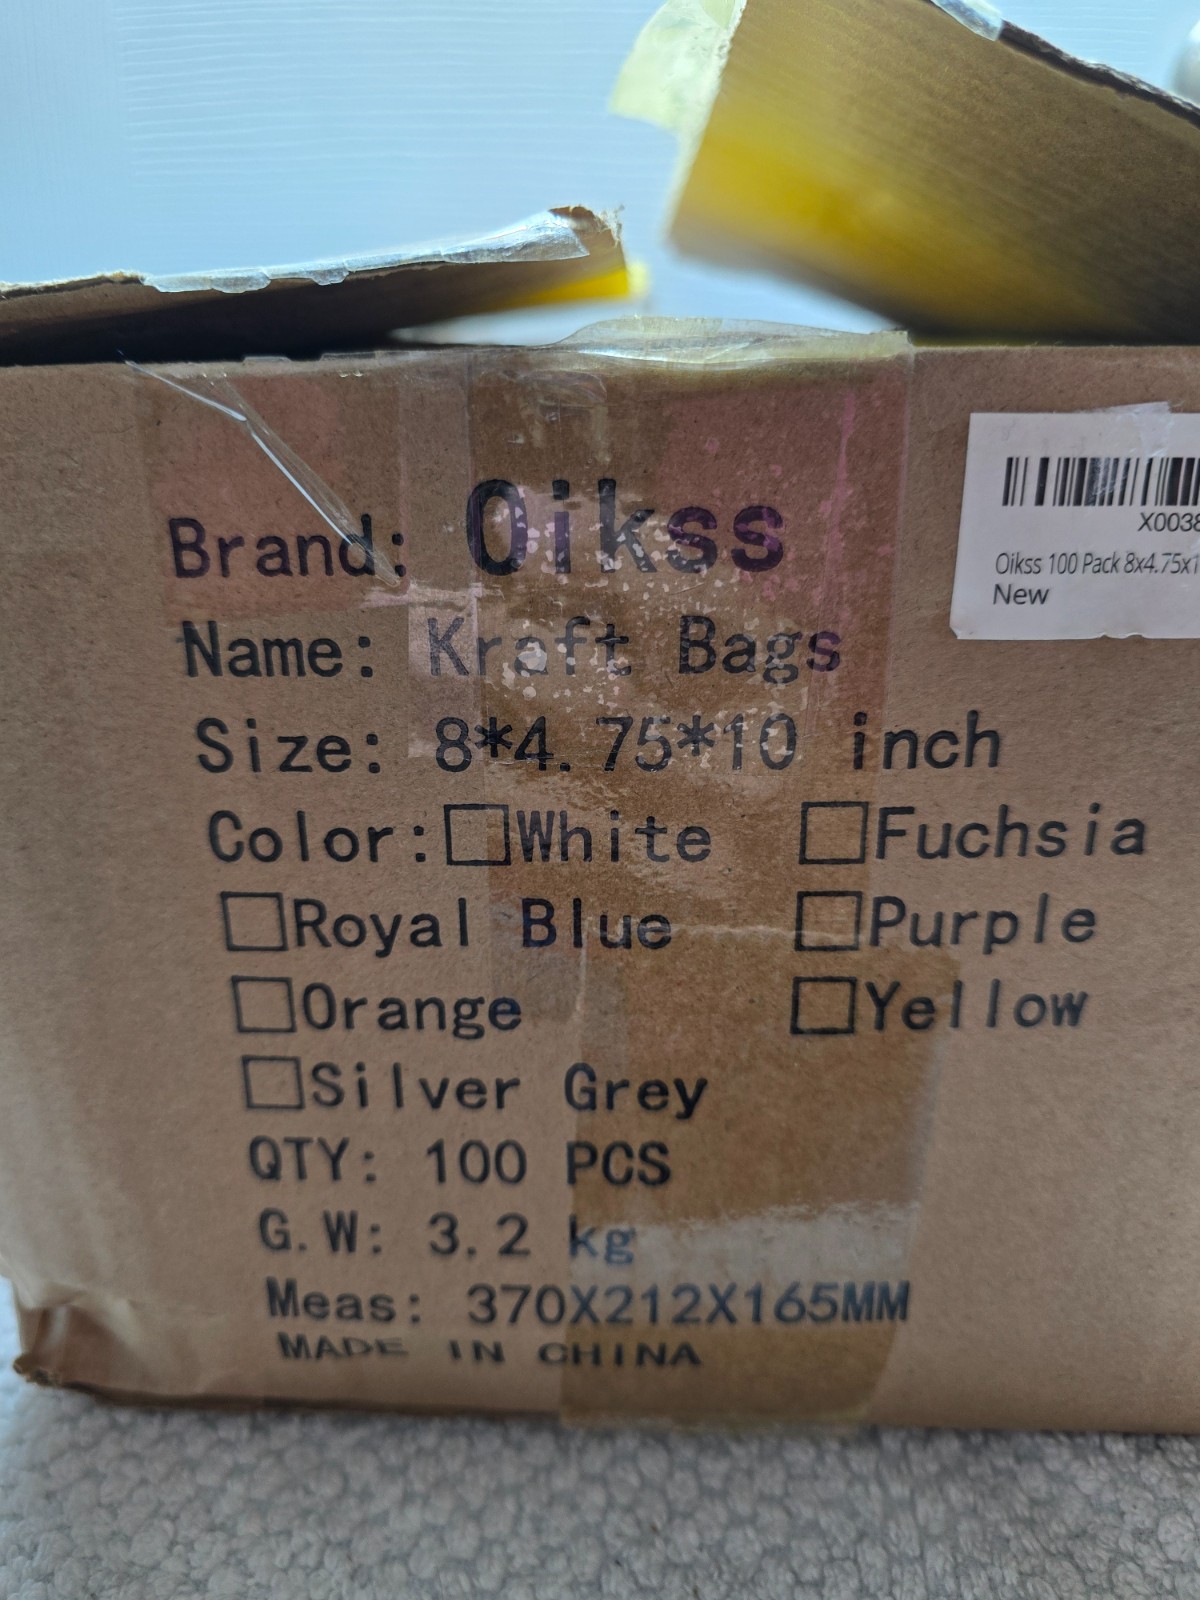 Brand: Oikss
Name: Kraft Bags
Size: 8*4.75*10 inch
Color: □White □Fuchsia
□Royal Blue □Purple
□Orange □Yellow
□Silver Grey
QTY: 100 PCS
G.W: 3.2 kg
Meas: 370X212X165MM
MADE IN CHINA
X0038
Oikss 100 Pack 8x4.75x1
New